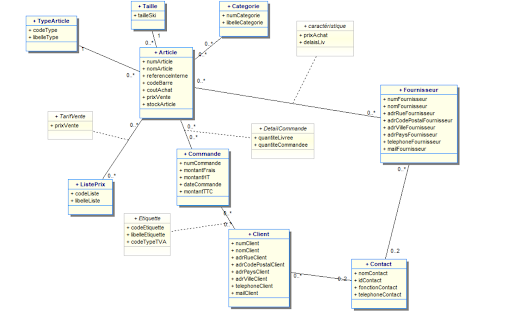 + TypeArticle
+ codeType
+ libelleType
+ Taille
+ tailleSki
+ Categorie
+ numCategorie
+ libelleCategorie
caractéristique
+ prixAchat
+ delaisLiv
1
0..*
1
0..*
0..*
+ Article
+ numArticle
+ nomArticle
+ referenceInterne
+ codeBarre
+ coutAchat
+ prixVente
+ stockArticle
0..*
0..*
+ Fournisseur
+ numFournisseur
+ nomFournisseur
+ adrRueFournisseur
+ adrCodePostalFournisseur
+ adrVilleFournisseur
+ adrPaysFournisseur
+ telephoneFournisseur
+ mailFournisseur
TarifVente
+ prixVente
0..*
DetailCommande
+ quantiteLivree
+ quantiteCommandee
+ Commande
+ numCommande
+ montantFrais
+ montantHT
+ dateCommande
+ montantTTC
0..*
+ ListePrix
+ codeListe
+ libelleListe
0..*
Etiquette
+ codeEtiquette
+ libelleEtiquette
+ codeTypeTVA
+ Client
+ numClient
+ nomClient
+ adrRueClient
+ adrCodePostalClient
+ adrPaysClient
+ adrVilleClient
+ telephoneClient
+ mailClient
0..2
0..*
0..2
+ Contact
+ nomContact
+ idContact
+ fonctionContact
+ telephoneContact